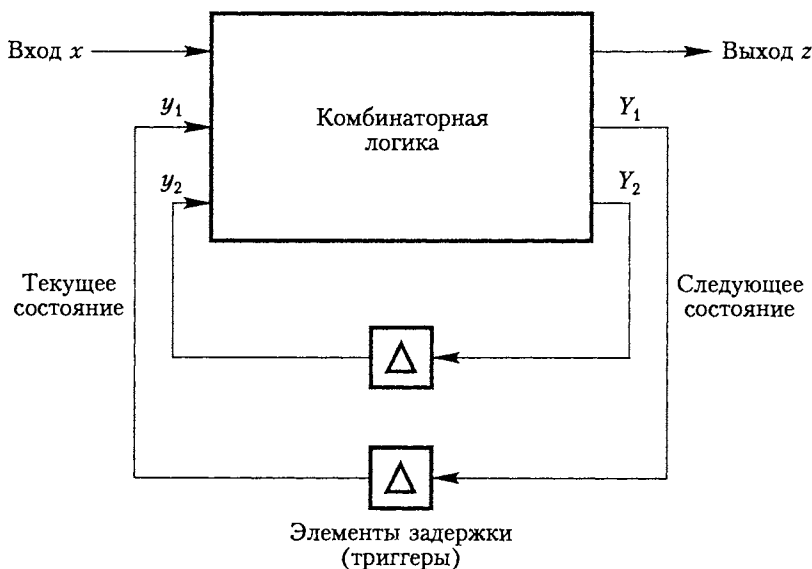 Вход x
Выход z
y₁
Комбинаторная
логика
Y₁
y₂
Y₂
Текущее
состояние
Следующее
состояние
Δ
Δ
Элементы задержки
(триггеры)